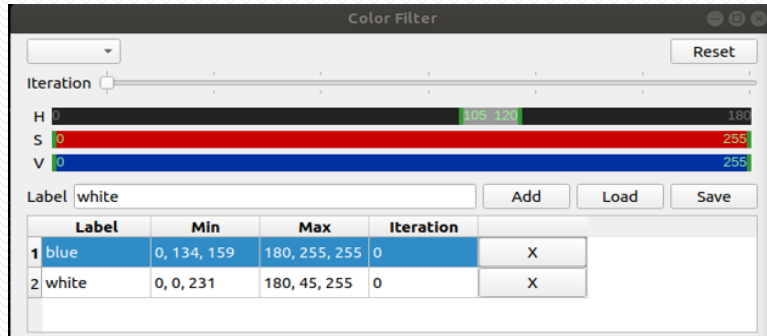 Color Filter
Reset
Iteration
H 0 105 120 180
S 0 255
V 0 255
Label white Add Load Save
Label Min Max Iteration
1 blue 0, 134, 159 180, 255, 255 0 X
2 white 0, 0, 231 180, 45, 255 0 X